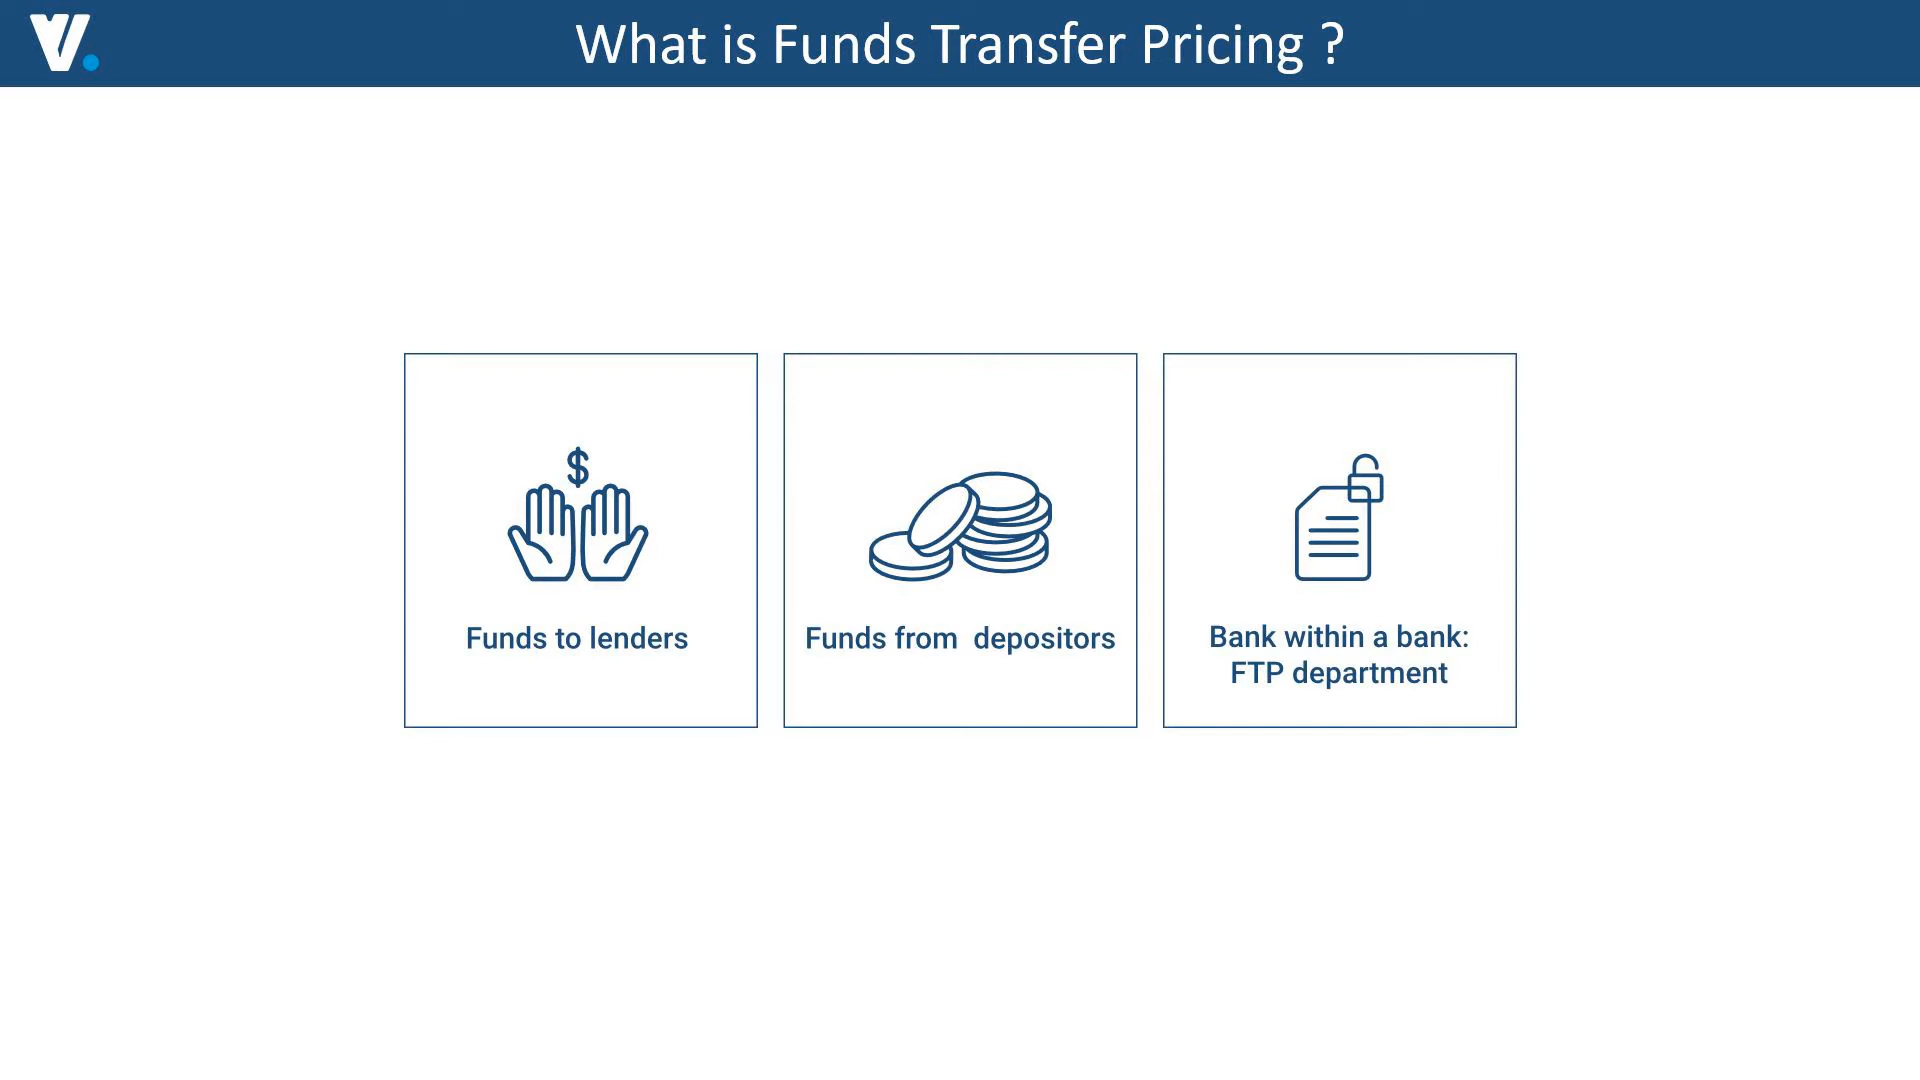 What is Funds Transfer Pricing ?
$
Funds to lenders
Funds from  depositors
Bank within a bank:
FTP department